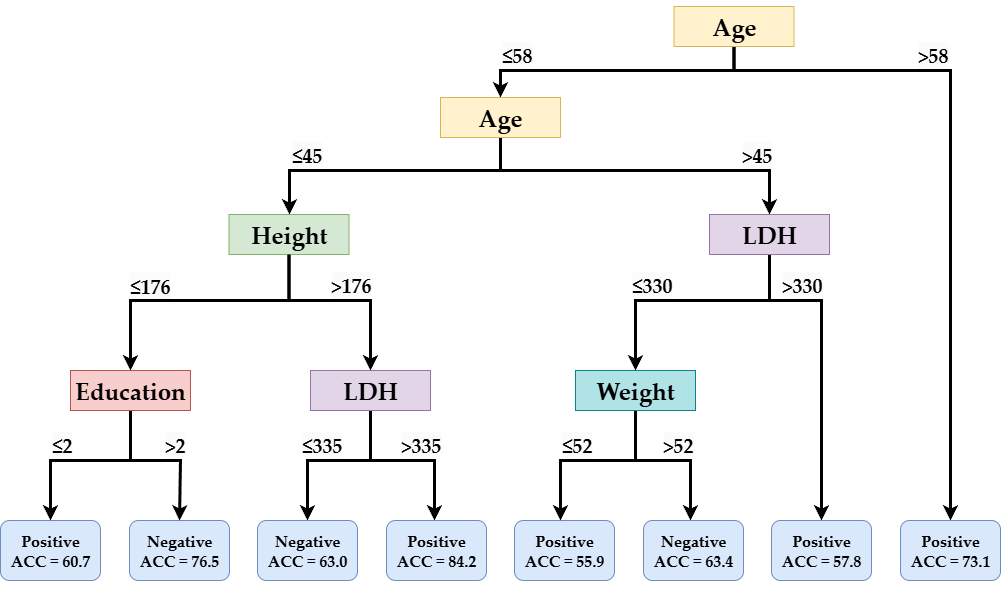 Age
≤58
>58
Age
≤45
>45
Height
LDH
≤176
>176
≤330
>330
Education
LDH
Weight
≤2
>2
≤335
>335
≤52
>52
Positive
ACC = 60.7
Negative
ACC = 76.5
Negative
ACC = 63.0
Positive
ACC = 84.2
Positive
ACC = 55.9
Negative
ACC = 63.4
Positive
ACC = 57.8
Positive
ACC = 73.1